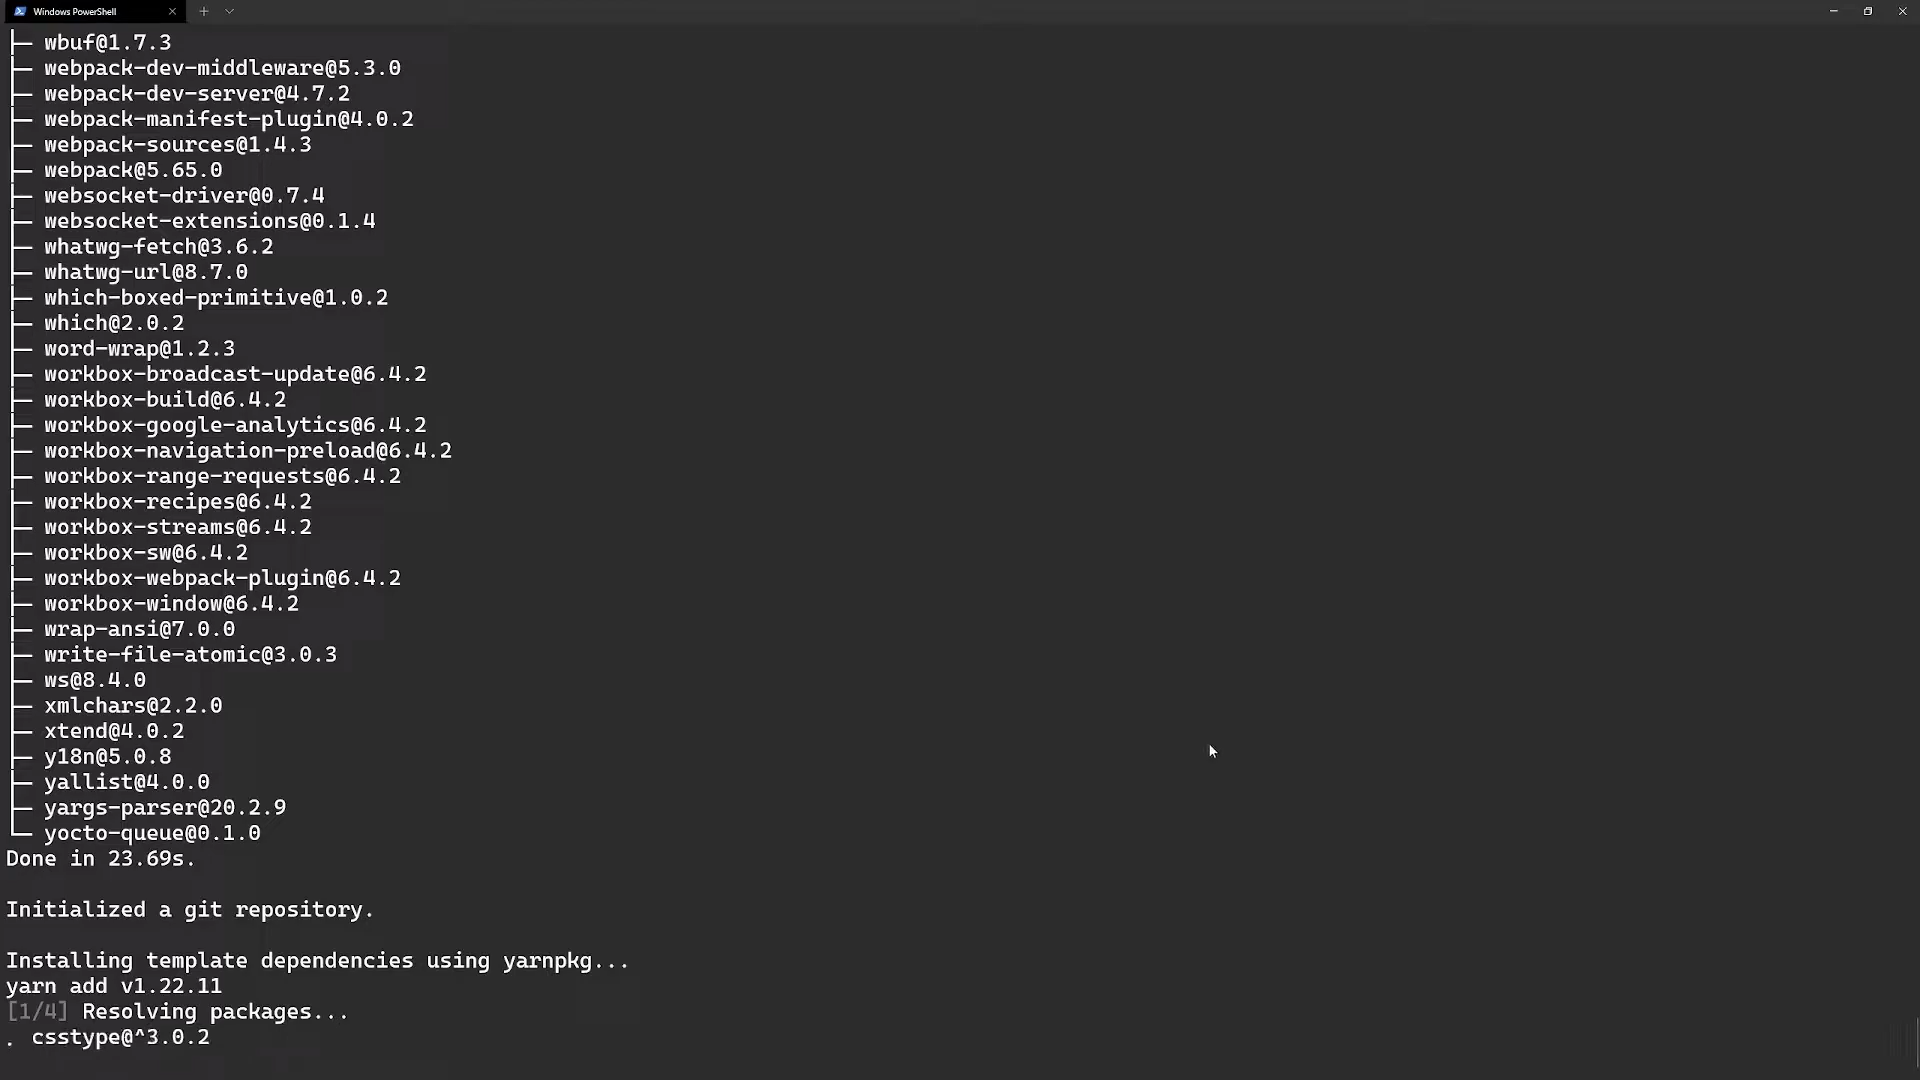 Windows PowerShell
├─ wbuf@1.7.3
├─ webpack-dev-middleware@5.3.0
├─ webpack-dev-server@4.7.2
├─ webpack-manifest-plugin@4.0.2
├─ webpack-sources@1.4.3
├─ webpack@5.65.0
├─ websocket-driver@0.7.4
├─ websocket-extensions@0.1.4
├─ whatwg-fetch@3.6.2
├─ whatwg-url@8.7.0
├─ which-boxed-primitive@1.0.2
├─ which@2.0.2
├─ word-wrap@1.2.3
├─ workbox-broadcast-update@6.4.2
├─ workbox-build@6.4.2
├─ workbox-google-analytics@6.4.2
├─ workbox-navigation-preload@6.4.2
├─ workbox-range-requests@6.4.2
├─ workbox-recipes@6.4.2
├─ workbox-streams@6.4.2
├─ workbox-sw@6.4.2
├─ workbox-webpack-plugin@6.4.2
├─ workbox-window@6.4.2
├─ wrap-ansi@7.0.0
├─ write-file-atomic@3.0.3
├─ ws@8.4.0
├─ xmlchars@2.2.0
├─ xtend@4.0.2
├─ y18n@5.0.8
├─ yallist@4.0.0
├─ yargs-parser@20.2.9
└─ yocto-queue@0.1.0
Done in 23.69s.
Initialized a git repository.
Installing template dependencies using yarnpkg...
yarn add v1.22.11
[1/4] Resolving packages...
. csstype@^3.0.2